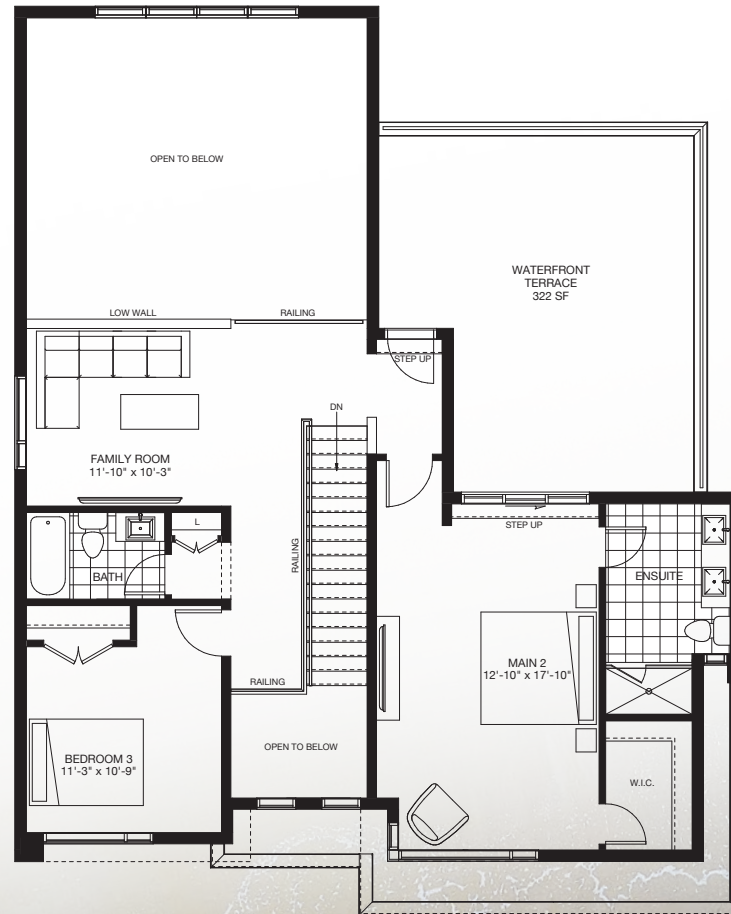 OPEN TO BELOW
WATERFRONT
TERRACE
322 SF
LOW WALL
RAILING
STEP UP
DN
FAMILY ROOM
11'-10" x 10'-3"
L
STEP UP
RAILING
BATH
ENSUITE
MAIN 2
12'-10" x 17'-10"
RAILING
OPEN TO BELOW
BEDROOM 3
11'-3" x 10'-9"
W.I.C.